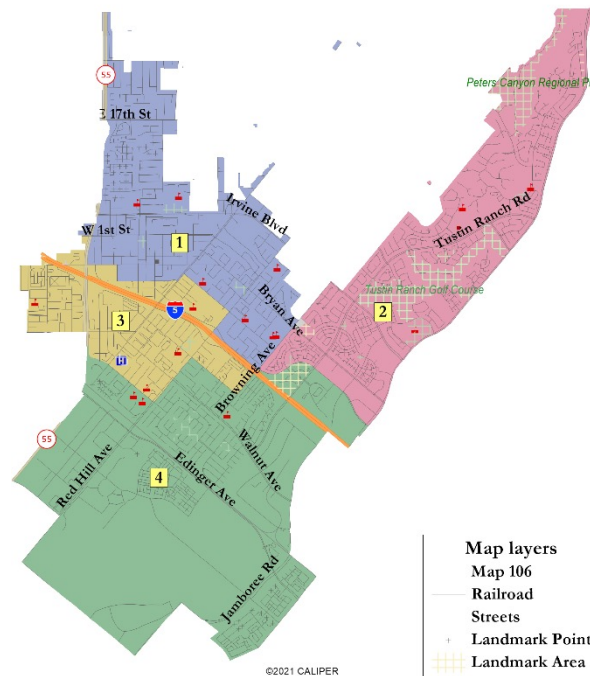 55
E 17th St
Peters Canyon Regional P
Irvine Blvd
Tustin Ranch Rd
W 1st St
1
Tustin Ranch Golf Course
Bryan Ave
5
2
3
H
Browning Ave
55
Red Hill Ave
Edinger Ave
Walnut Ave
4
Jamboree Rd
Map layers
Map 106
Railroad
Streets
Landmark Point
Landmark Area
©2021 CALIPER